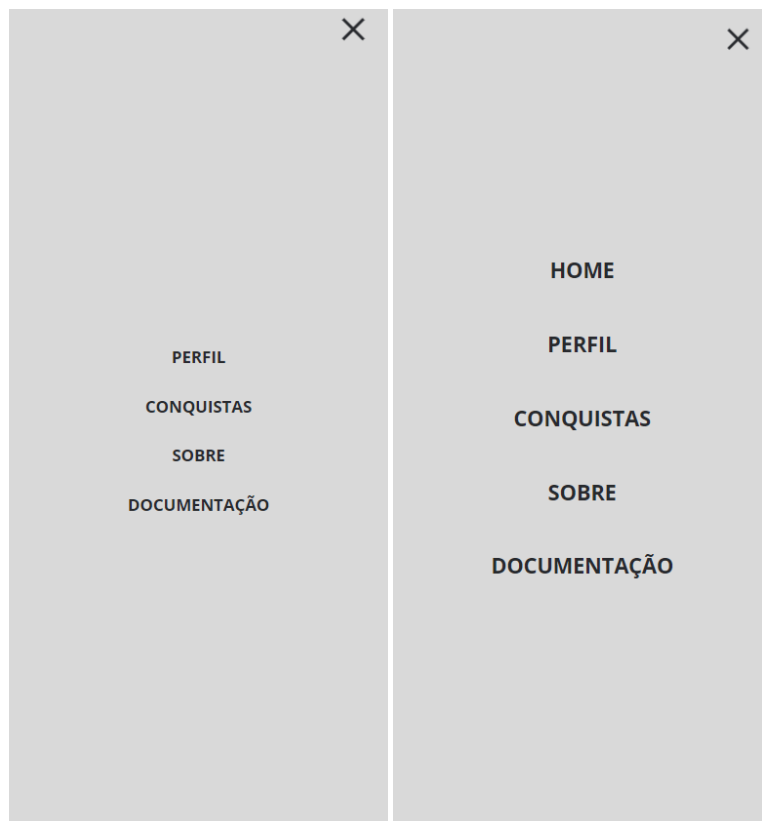 PERFIL
CONQUISTAS
SOBRE
DOCUMENTAÇÃO
HOME
PERFIL
CONQUISTAS
SOBRE
DOCUMENTAÇÃO